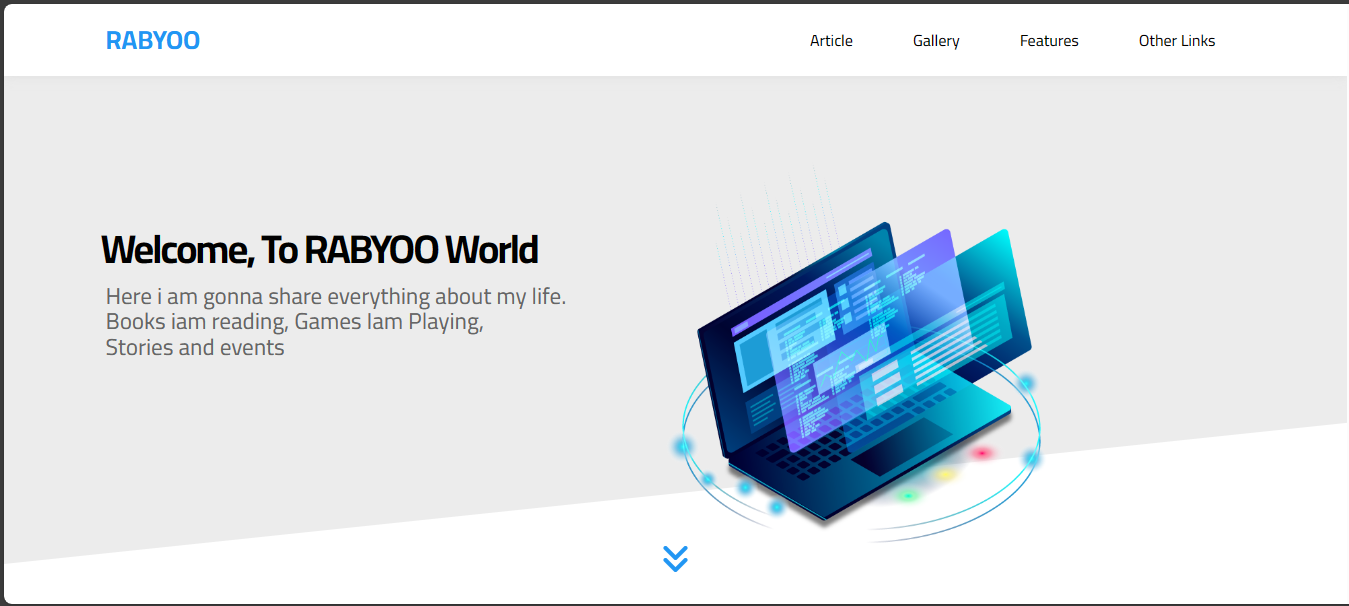 RABYOO
Article
Gallery
Features
Other Links
Welcome, To RABYOO World
Here i am gonna share everything about my life.
Books iam reading, Games Iam Playing,
Stories and events